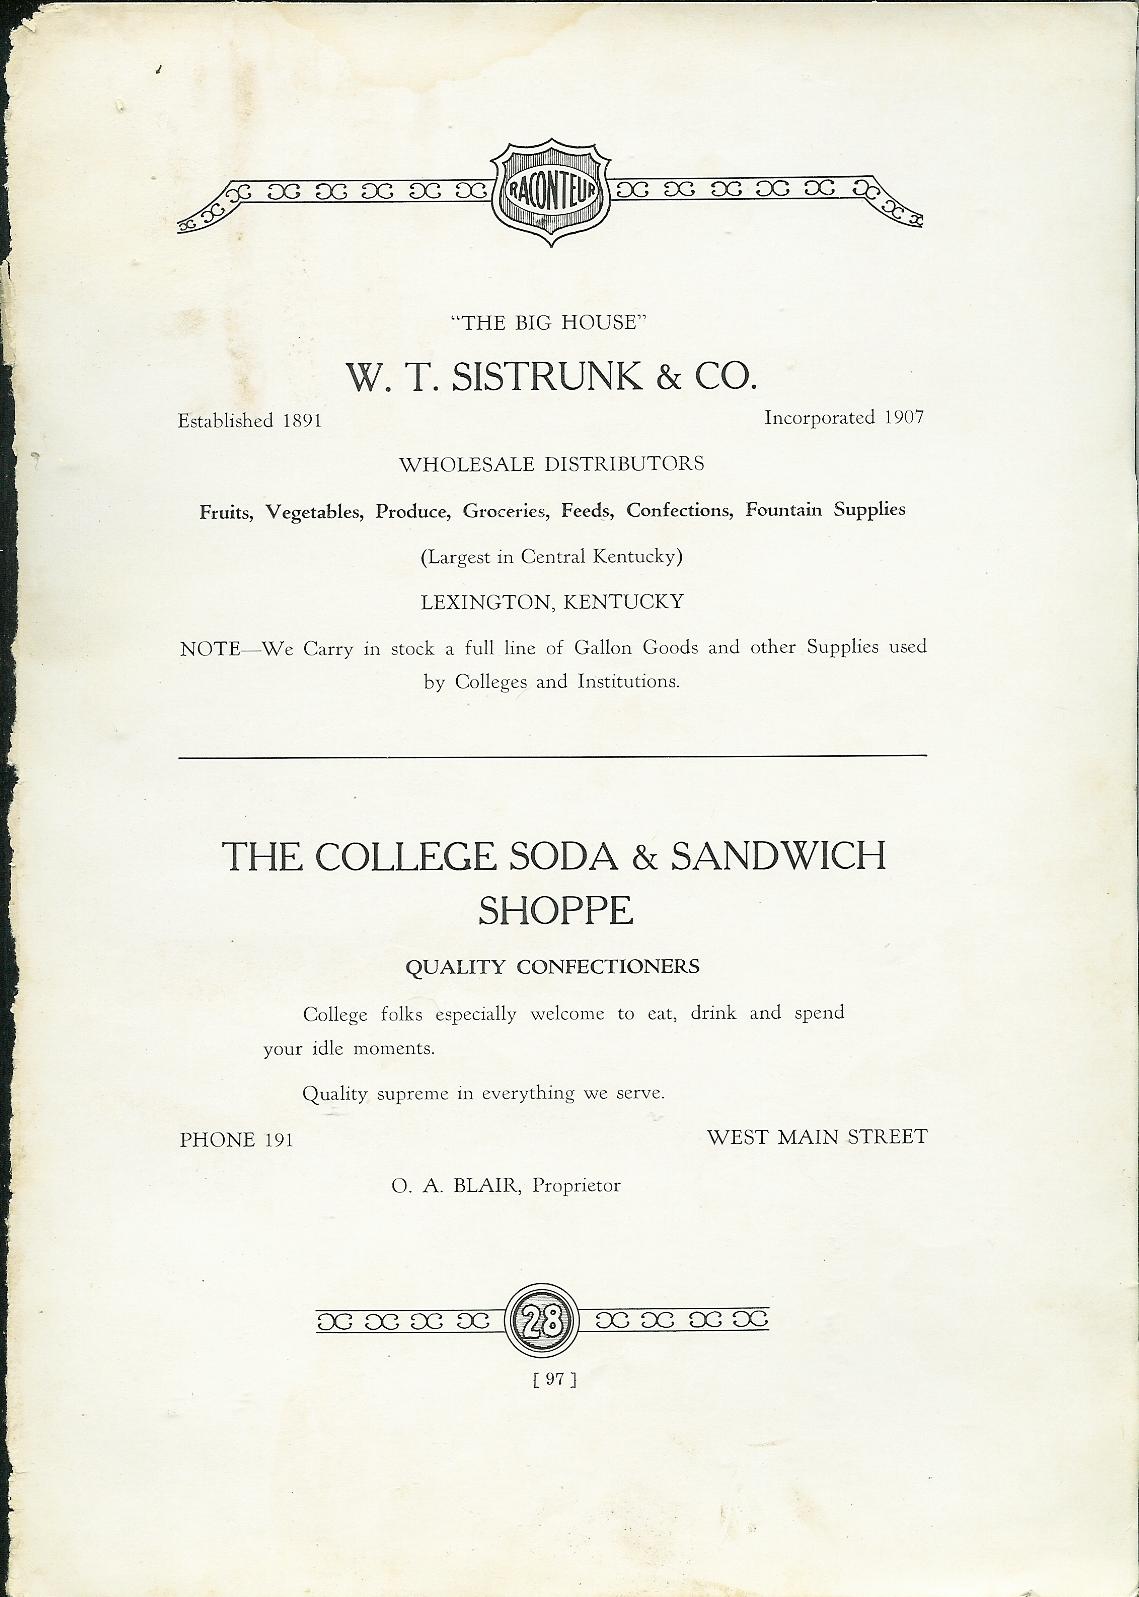 RACONTEUR
“THE BIG HOUSE”
W. T. SISTRUNK & CO.
Established 1891 Incorporated 1907
WHOLESALE DISTRIBUTORS
Fruits, Vegetables, Produce, Groceries, Feeds, Confections, Fountain Supplies
(Largest in Central Kentucky)
LEXINGTON, KENTUCKY
NOTE—We Carry in stock a full line of Gallon Goods and other Supplies used
by Colleges and Institutions.
THE COLLEGE SODA & SANDWICH
SHOPPE
QUALITY CONFECTIONERS
College folks especially welcome to eat, drink and spend
your idle moments.
Quality supreme in everything we serve.
PHONE 191 WEST MAIN STREET
O. A. BLAIR, Proprietor
28
[ 97 ]